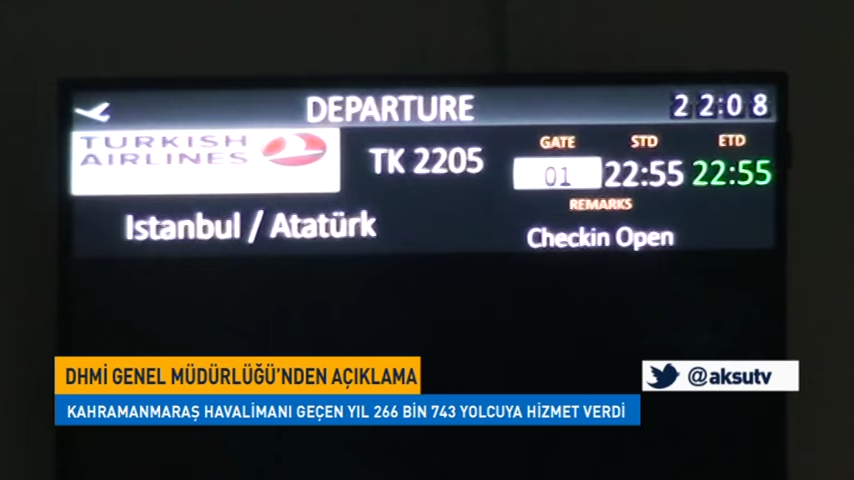 DEPARTURE 22:08
TURKISH
AIRLINES
TK 2205
GATE STD ETD
01 22:55 22:55
REMARKS
Istanbul / Atatürk
Checkin Open
DHMİ GENEL MÜDÜRLÜĞÜ'NDEN AÇIKLAMA
@aksutv
KAHRAMANMARAŞ HAVALİMANI GEÇEN YIL 266 BİN 743 YOLCUYA HİZMET VERDİ